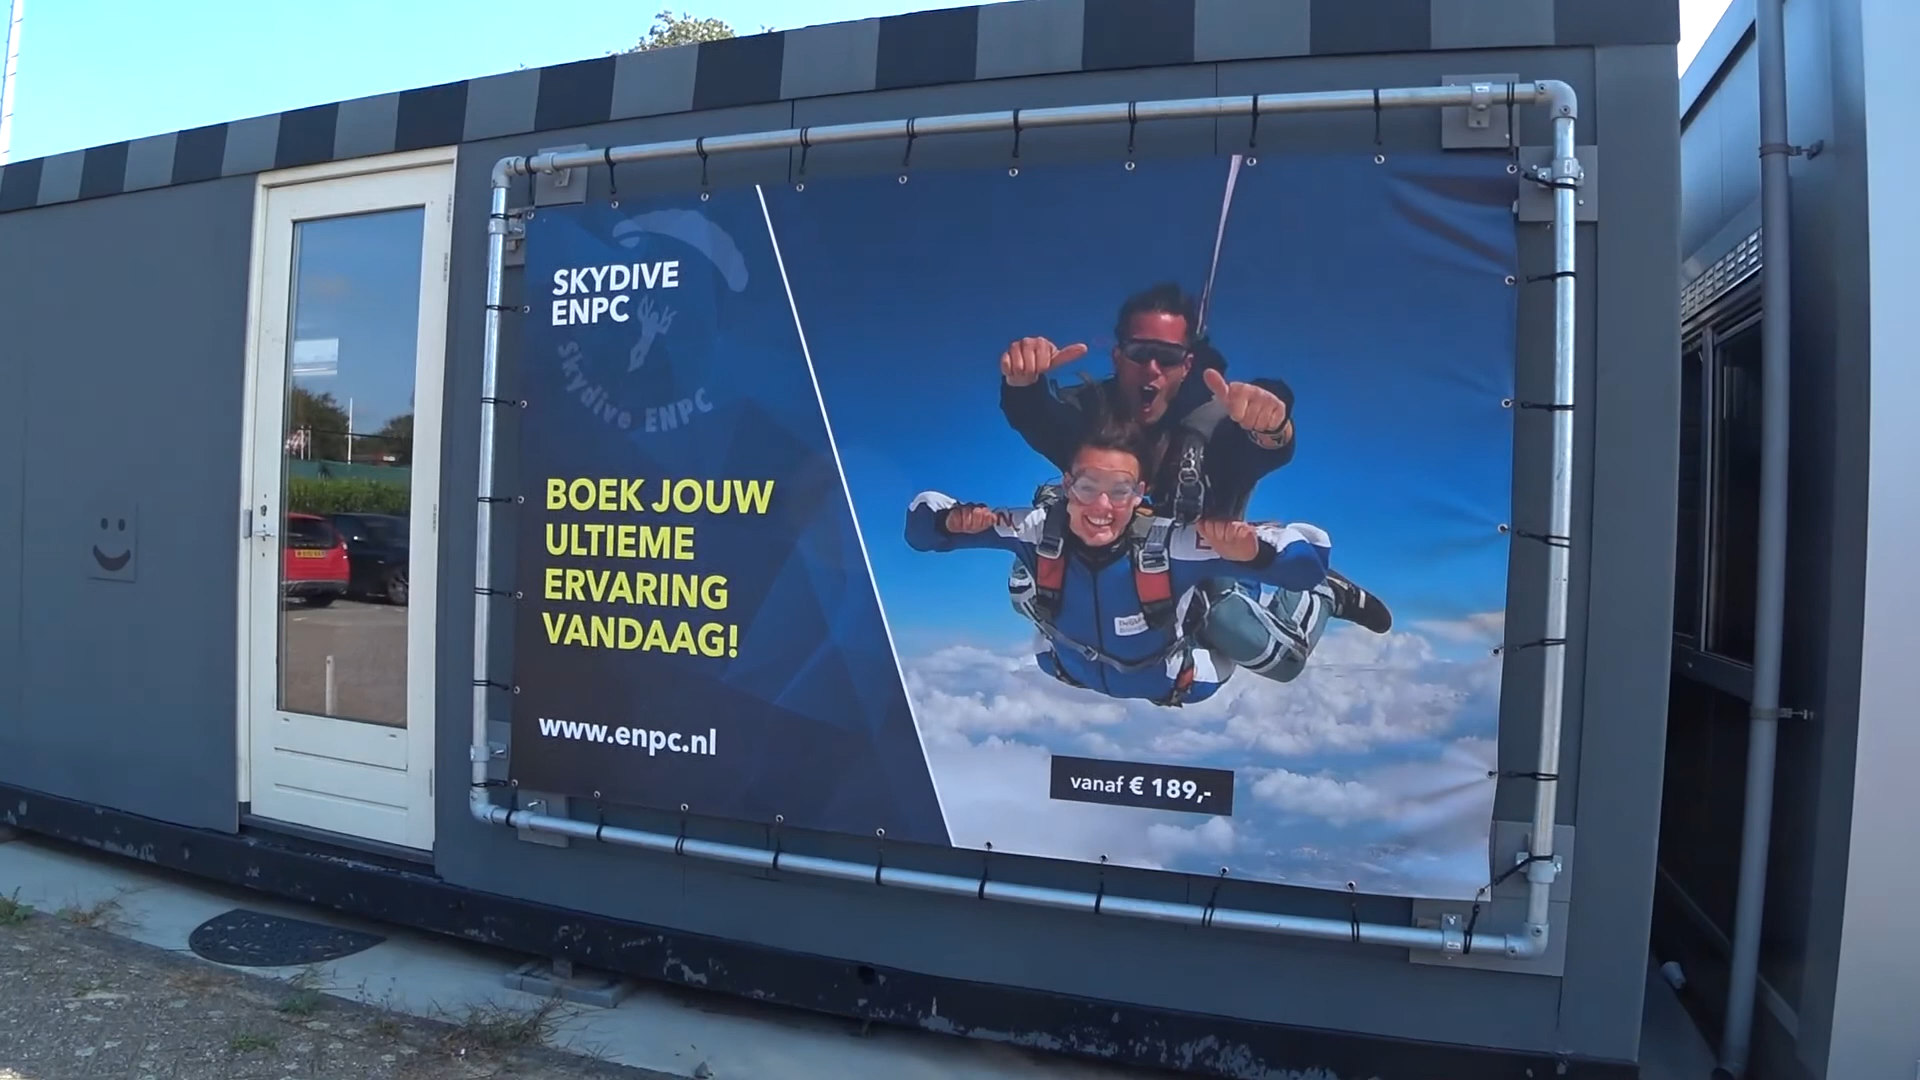 SKYDIVE
ENPC
Skydive ENPC
BOEK JOUW
ULTIEME
ERVARING
VANDAAG!
www.enpc.nl
vanaf € 189,-